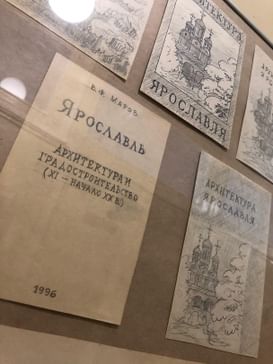 АРХИТЕКТУРА
ЯРОСЛАВЛЯ
В.Ф. МАРОВ
ЯРОСЛАВЛЬ
АРХИТЕКТУРА И
ГРАДОСТРОИТЕЛЬСТВО
(XI – НАЧАЛО XX В.)
1996
АРХИТЕКТУРА
ЯРОСЛАВЛЯ